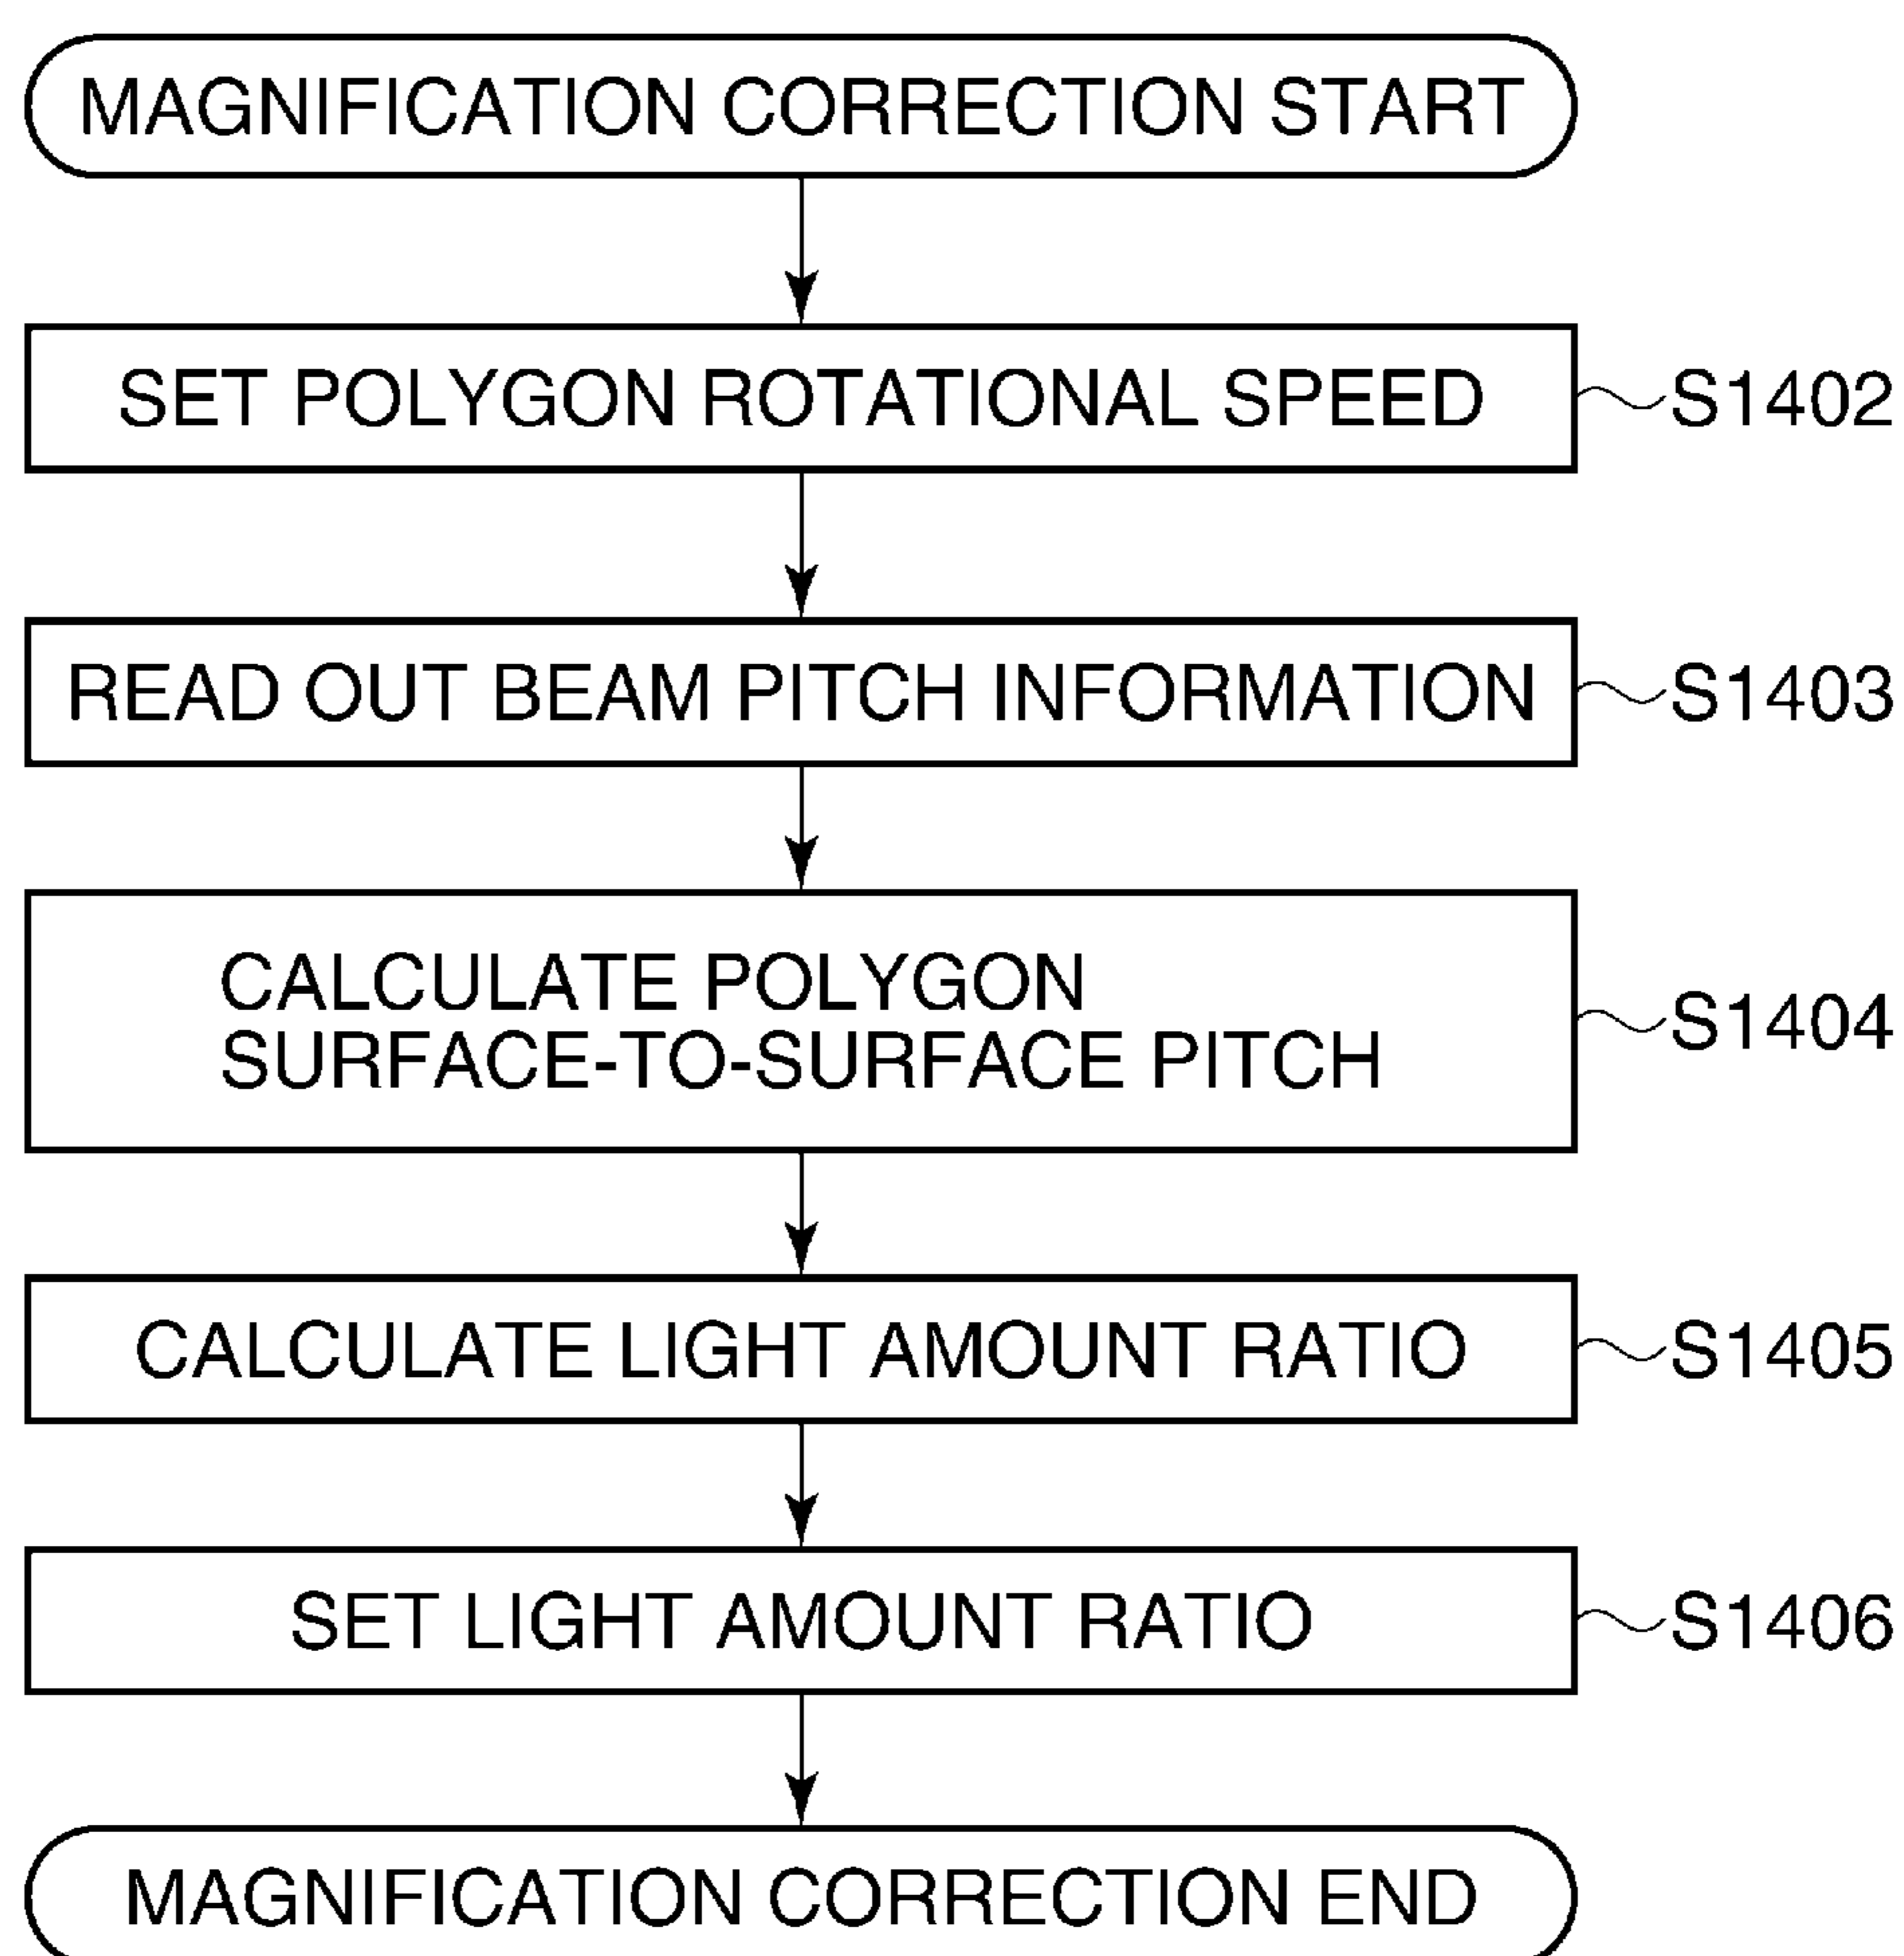 MAGNIFICATION CORRECTION START
SET POLYGON ROTATIONAL SPEED S1402
READ OUT BEAM PITCH INFORMATION S1403
CALCULATE POLYGON
SURFACE-TO-SURFACE PITCH S1404
CALCULATE LIGHT AMOUNT RATIO S1405
SET LIGHT AMOUNT RATIO S1406
MAGNIFICATION CORRECTION END